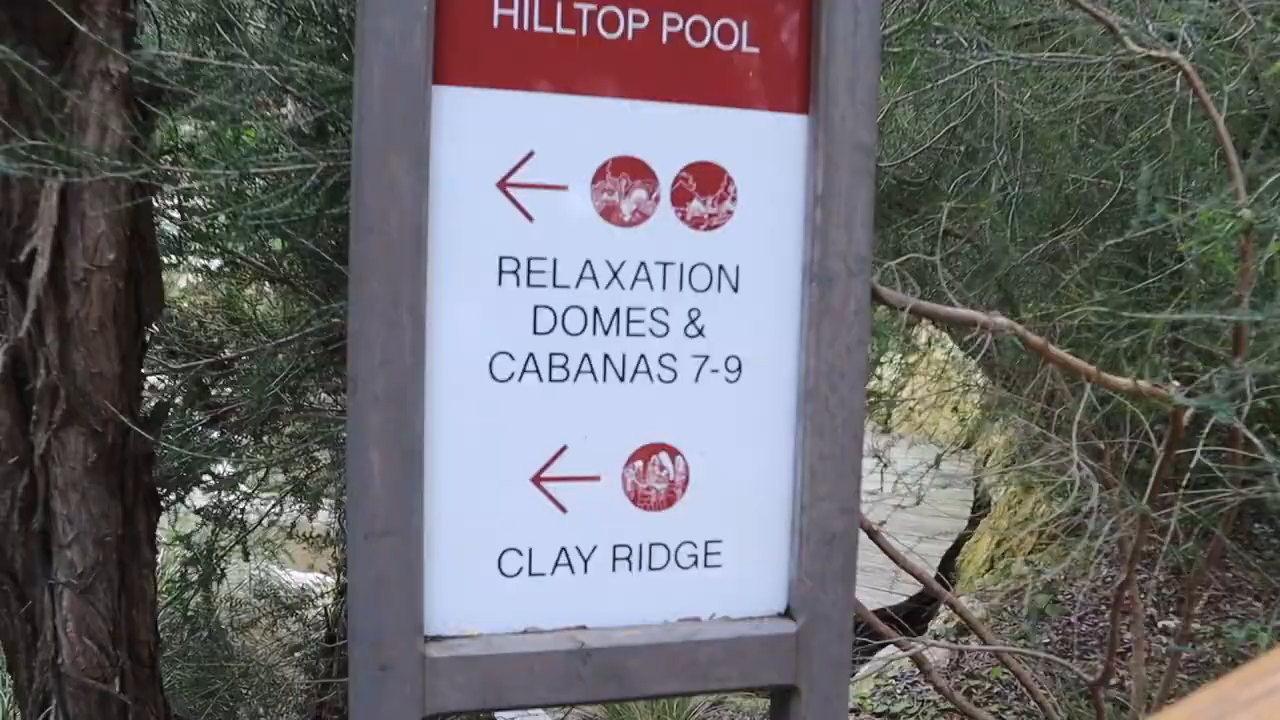 HILLTOP POOL
RELAXATION
DOMES &
CABANAS 7-9
CLAY RIDGE